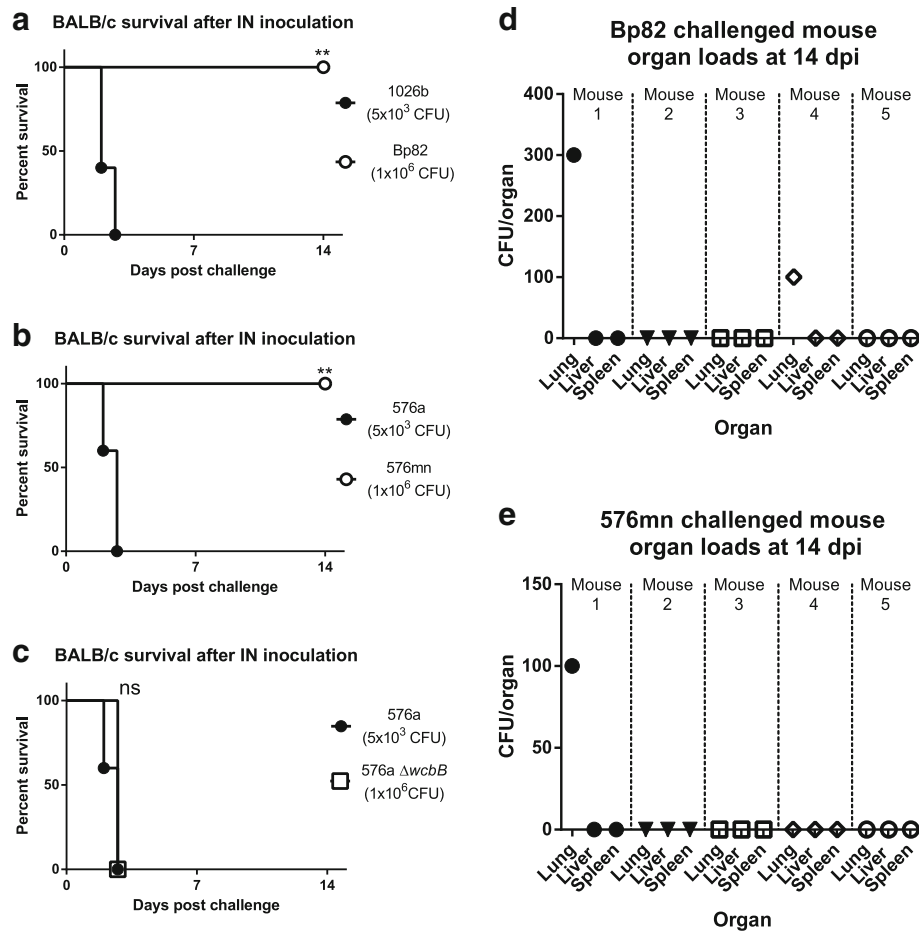 a BALB/c survival after IN inoculation
Percent survival
100
50
0
**
0 7 14
Days post challenge
1026b
(5x10³ CFU)
Bp82
(1x10⁶ CFU)
b BALB/c survival after IN inoculation
Percent survival
100
50
0
**
0 7 14
Days post challenge
576a
(5x10³ CFU)
576mn
(1x10⁶ CFU)
c BALB/c survival after IN inoculation
Percent survival
100
50
0
ns
0 7 14
Days post challenge
576a
(5x10³ CFU)
576a ΔwcbB
(1x10⁶CFU)
d Bp82 challenged mouse
organ loads at 14 dpi
CFU/organ
400
300
200
100
0
Mouse Mouse Mouse Mouse Mouse
1 2 3 4 5
Lung Liver Spleen Lung Liver Spleen Lung Liver Spleen Lung Liver Spleen Lung Liver Spleen
Organ
e 576mn challenged mouse
organ loads at 14 dpi
CFU/organ
150
100
50
0
Mouse Mouse Mouse Mouse Mouse
1 2 3 4 5
Lung Liver Spleen Lung Liver Spleen Lung Liver Spleen Lung Liver Spleen Lung Liver Spleen
Organ